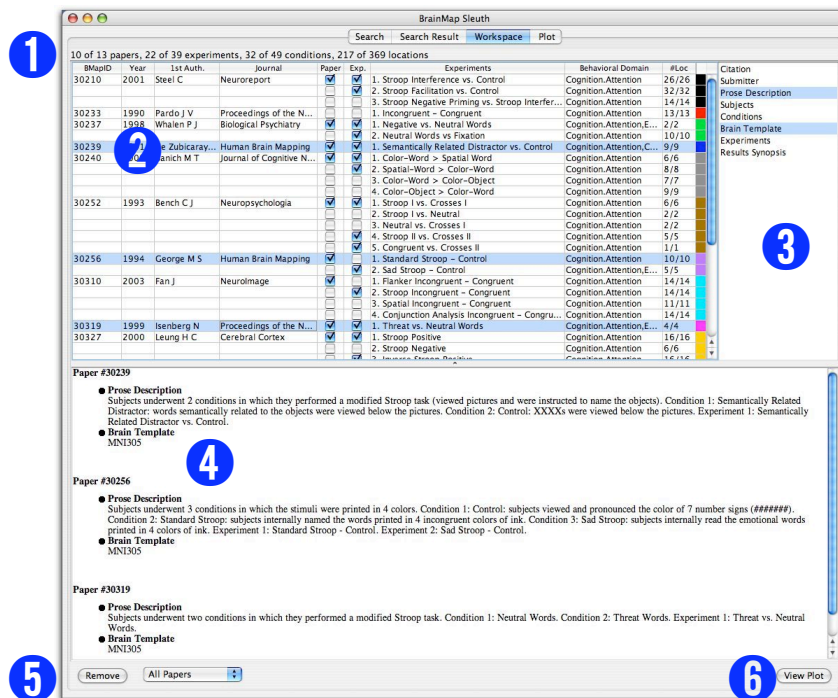 BrainMap Sleuth
Search Search Result Workspace Plot
1
10 of 13 papers, 22 of 39 experiments, 32 of 49 conditions, 217 of 369 locations
BMapID Year 1st Auth. Journal Paper Exp. Experiments Behavioral Domain #Loc
30210 2001 Steel C Neuroreport 1. Stroop Interference vs. Control Cognition.Attention 26/26
2. Stroop Facilitation vs. Control Cognition.Attention 32/32
3. Stroop Negative Priming vs. Stroop Interfer... Cognition.Attention 14/14
30233 1990 Pardo J V Proceedings of the N... 1. Incongruent - Congruent Cognition.Attention 13/13
30237 1998 Whalen P J Biological Psychiatry 1. Negative vs. Neutral Words Cognition.Attention,E... 2/2
2. Neutral Words vs Fixation Cognition.Attention 10/10
30239 Zubicaray... Human Brain Mapping 1. Semantically Related Distractor vs. Control Cognition.Attention,C... 9/9
30240 anich M T Journal of Cognitive N... 1. Color-Word > Spatial Word Cognition.Attention 6/6
2. Spatial-Word > Color-Word Cognition.Attention 8/8
3. Color-Word > Color-Object Cognition.Attention 7/7
4. Color-Object > Color-Word Cognition.Attention 9/9
30252 1993 Bench C J Neuropsychologia 1. Stroop I vs. Crosses I Cognition.Attention 6/6
2. Stroop I vs. Neutral Cognition.Attention 2/2
3. Neutral vs. Crosses I Cognition.Attention 2/2
4. Stroop II vs. Crosses II Cognition.Attention 5/5
5. Congruent vs. Crosses II Cognition.Attention 1/1
30256 1994 George M S Human Brain Mapping 1. Standard Stroop - Control Cognition.Attention 10/10
2. Sad Stroop - Control Cognition.Attention,E... 5/5
30310 2003 Fan J NeuroImage 1. Flanker Incongruent - Congruent Cognition.Attention 14/14
2. Stroop Incongruent - Congruent Cognition.Attention 14/14
3. Spatial Incongruent - Congruent Cognition.Attention 11/11
4. Conjunction Analysis Incongruent - Congru... Cognition.Attention 14/14
30319 1999 Isenberg N Proceedings of the N... 1. Threat vs. Neutral Words Cognition.Attention,E... 4/4
30327 2000 Leung H C Cerebral Cortex 1. Stroop Positive Cognition.Attention 16/16
2. Stroop Negative Cognition.Attention 6/6
3. Inverse Stroop Positive Cognition.Attention 16/16
2
Citation
Submitter
Prose Description
Subjects
Conditions
Brain Template
Experiments
Results Synopsis
3
Paper #30239
● Prose Description
Subjects underwent 2 conditions in which they performed a modified Stroop task (viewed pictures and were instructed to name the objects). Condition 1: Semantically Related
Distractor: words semantically related to the objects were viewed below the pictures. Condition 2: Control: XXXXs were viewed below the pictures. Experiment 1: Semantically
Related Distractor vs. Control.
● Brain Template
MNI305
4
Paper #30256
● Prose Description
Subjects underwent 3 conditions in which the stimuli were printed in 4 colors. Condition 1: Control: subjects viewed and pronounced the color of 7 number signs (#######).
Condition 2: Standard Stroop: subjects internally named the words printed in 4 incongruent colors of ink. Condition 3: Sad Stroop: subjects internally read the emotional words
printed in 4 colors of ink. Experiment 1: Standard Stroop - Control. Experiment 2: Sad Stroop - Control.
● Brain Template
MNI305
Paper #30319
● Prose Description
Subjects underwent two conditions in which they performed a modified Stroop task. Condition 1: Neutral Words. Condition 2: Threat Words. Experiment 1: Threat vs. Neutral
Words.
● Brain Template
MNI305
5
Remove All Papers
6
View Plot